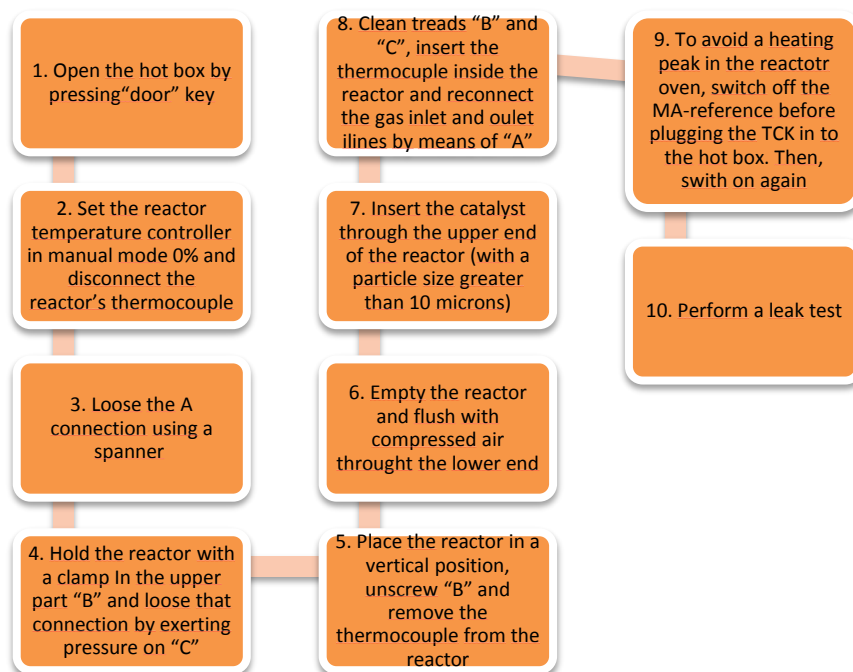 1. Open the hot box by
pressing“door” key
2. Set the reactor
temperature controller
in manual mode 0% and
disconnect the
reactor’s thermocouple
3. Loose the A
connection using a
spanner
4. Hold the reactor with
a clamp In the upper
part “B” and loose that
connection by exerting
pressure on “C”
5. Place the reactor in a
vertical position,
unscrew “B” and
remove the
thermocouple from the
reactor
6. Empty the reactor
and flush with
compressed air
throught the lower end
7. Insert the catalyst
through the upper end
of the reactor (with a
particle size greater
than 10 microns)
8. Clean treads “B” and
“C”, insert the
thermocuple inside the
reactor and reconnect
the gas inlet and oulet
ilines by means of “A”
9. To avoid a heating
peak in the reactotr
oven, switch off the
MA-reference before
plugging the TCK in to
the hot box. Then,
swith on again
10. Perform a leak test